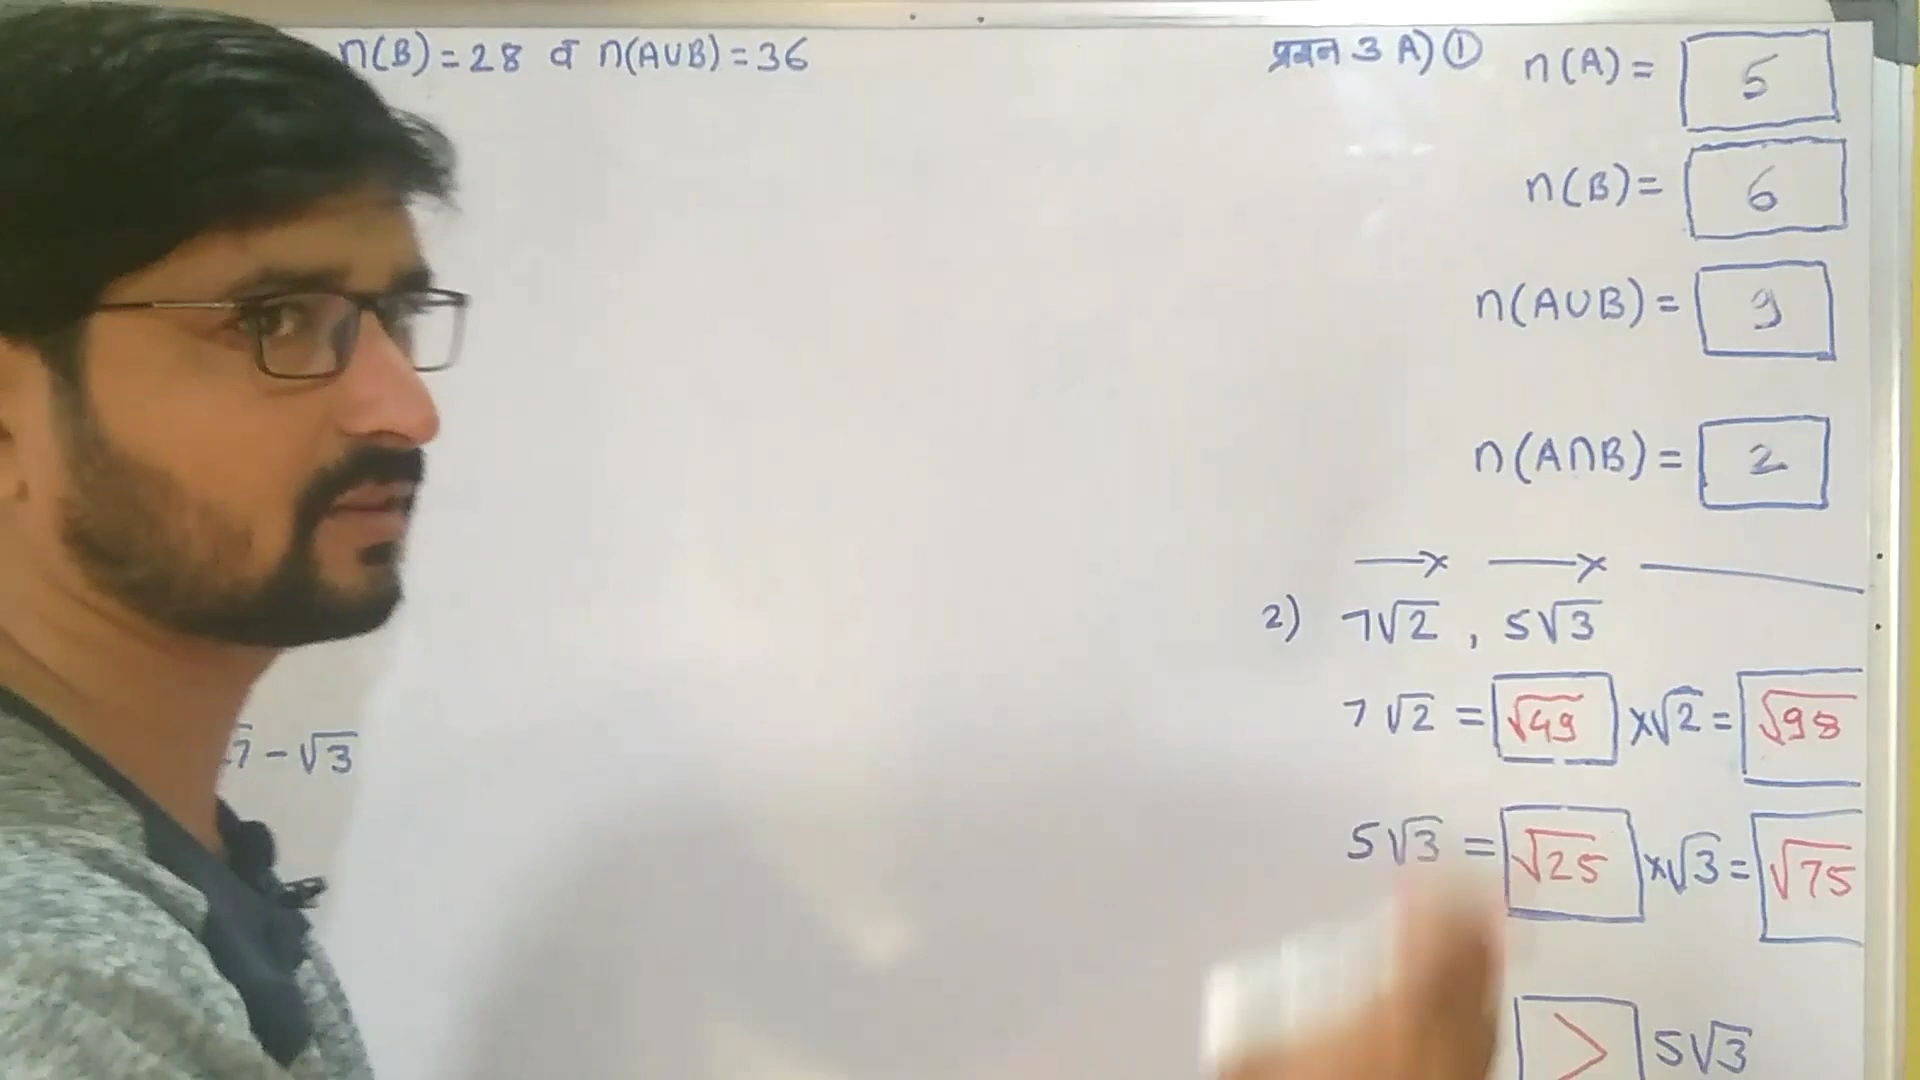 n(B)=28 व n(A∪B)=36
√7-√3
प्रश्न 3 A) ① n(A)= 5
n(B)= 6
n(A∪B)= 9
n(A∩B)= 2
2) 7√2 , 5√3
7√2 = √49 ×√2 = √98
5√3 = √25 ×√3 = √75
> 5√3